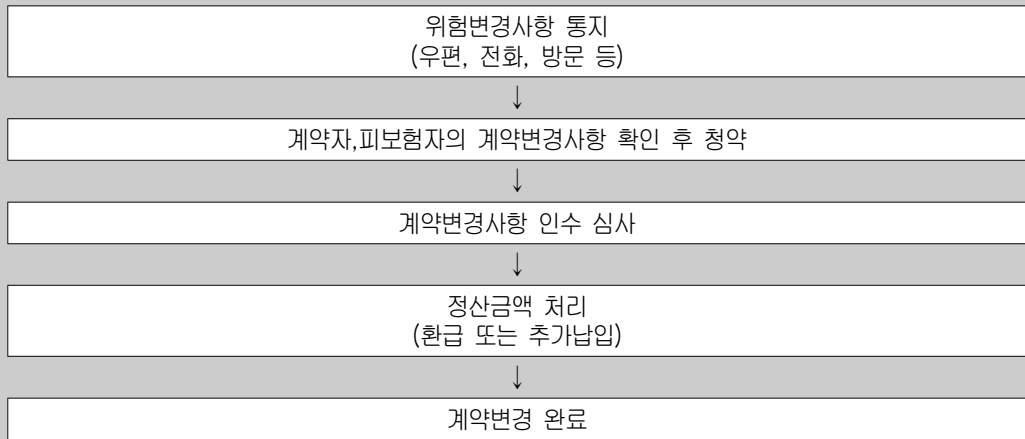 위험변경사항 통지
(우편, 전화, 방문 등)
↓
계약자,피보험자의 계약변경사항 확인 후 청약
↓
계약변경사항 인수 심사
↓
정산금액 처리
(환급 또는 추가납입)
↓
계약변경 완료